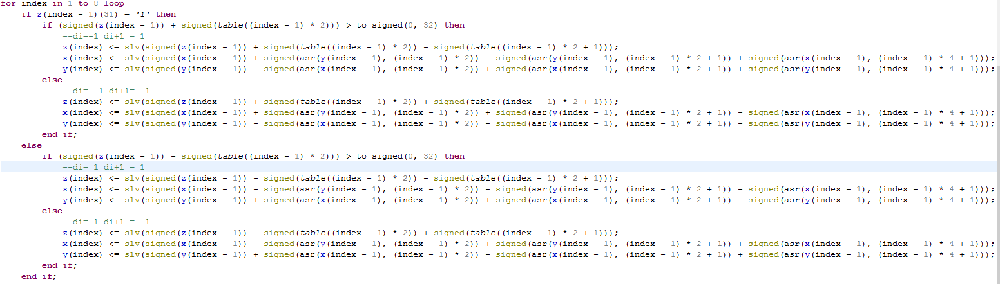 for index in 1 to 8 loop
    if z(index - 1)(31) = '1' then
        if (signed(z(index - 1)) + signed(table((index - 1) * 2))) > to_signed(0, 32) then
            --di=-1 di+1 = 1
            z(index) <= slv(signed(z(index - 1)) + signed(table((index - 1) * 2)) - signed(table((index - 1) * 2 + 1)));
            x(index) <= slv(signed(x(index - 1)) + signed(asr(y(index - 1), (index - 1) * 2)) - signed(asr(y(index - 1), (index - 1) * 2 + 1)) + signed(asr(x(index - 1), (index - 1) * 4 + 1)));
            y(index) <= slv(signed(y(index - 1)) - signed(asr(x(index - 1), (index - 1) * 2)) + signed(asr(x(index - 1), (index - 1) * 2 + 1)) + signed(asr(y(index - 1), (index - 1) * 4 + 1)));
        else
            --di= -1 di+1= -1
            z(index) <= slv(signed(z(index - 1)) + signed(table((index - 1) * 2)) + signed(table((index - 1) * 2 + 1)));
            x(index) <= slv(signed(x(index - 1)) + signed(asr(y(index - 1), (index - 1) * 2)) + signed(asr(y(index - 1), (index - 1) * 2 + 1)) - signed(asr(x(index - 1), (index - 1) * 4 + 1)));
            y(index) <= slv(signed(y(index - 1)) - signed(asr(x(index - 1), (index - 1) * 2)) - signed(asr(x(index - 1), (index - 1) * 2 + 1)) - signed(asr(y(index - 1), (index - 1) * 4 + 1)));
        end if;
    else
        if (signed(z(index - 1)) - signed(table((index - 1) * 2))) > to_signed(0, 32) then
            --di= 1 di+1 = 1
            z(index) <= slv(signed(z(index - 1)) - signed(table((index - 1) * 2)) - signed(table((index - 1) * 2 + 1)));
            x(index) <= slv(signed(x(index - 1)) - signed(asr(y(index - 1), (index - 1) * 2)) - signed(asr(y(index - 1), (index - 1) * 2 + 1)) - signed(asr(x(index - 1), (index - 1) * 4 + 1)));
            y(index) <= slv(signed(y(index - 1)) + signed(asr(x(index - 1), (index - 1) * 2)) + signed(asr(x(index - 1), (index - 1) * 2 + 1)) - signed(asr(y(index - 1), (index - 1) * 4 + 1)));
        else
            --di= 1 di+1 = -1
            z(index) <= slv(signed(z(index - 1)) - signed(table((index - 1) * 2)) + signed(table((index - 1) * 2 + 1)));
            x(index) <= slv(signed(x(index - 1)) - signed(asr(y(index - 1), (index - 1) * 2)) + signed(asr(y(index - 1), (index - 1) * 2 + 1)) + signed(asr(x(index - 1), (index - 1) * 4 + 1)));
            y(index) <= slv(signed(y(index - 1)) + signed(asr(x(index - 1), (index - 1) * 2)) - signed(asr(x(index - 1), (index - 1) * 2 + 1)) + signed(asr(y(index - 1), (index - 1) * 4 + 1)));
        end if;
    end if;